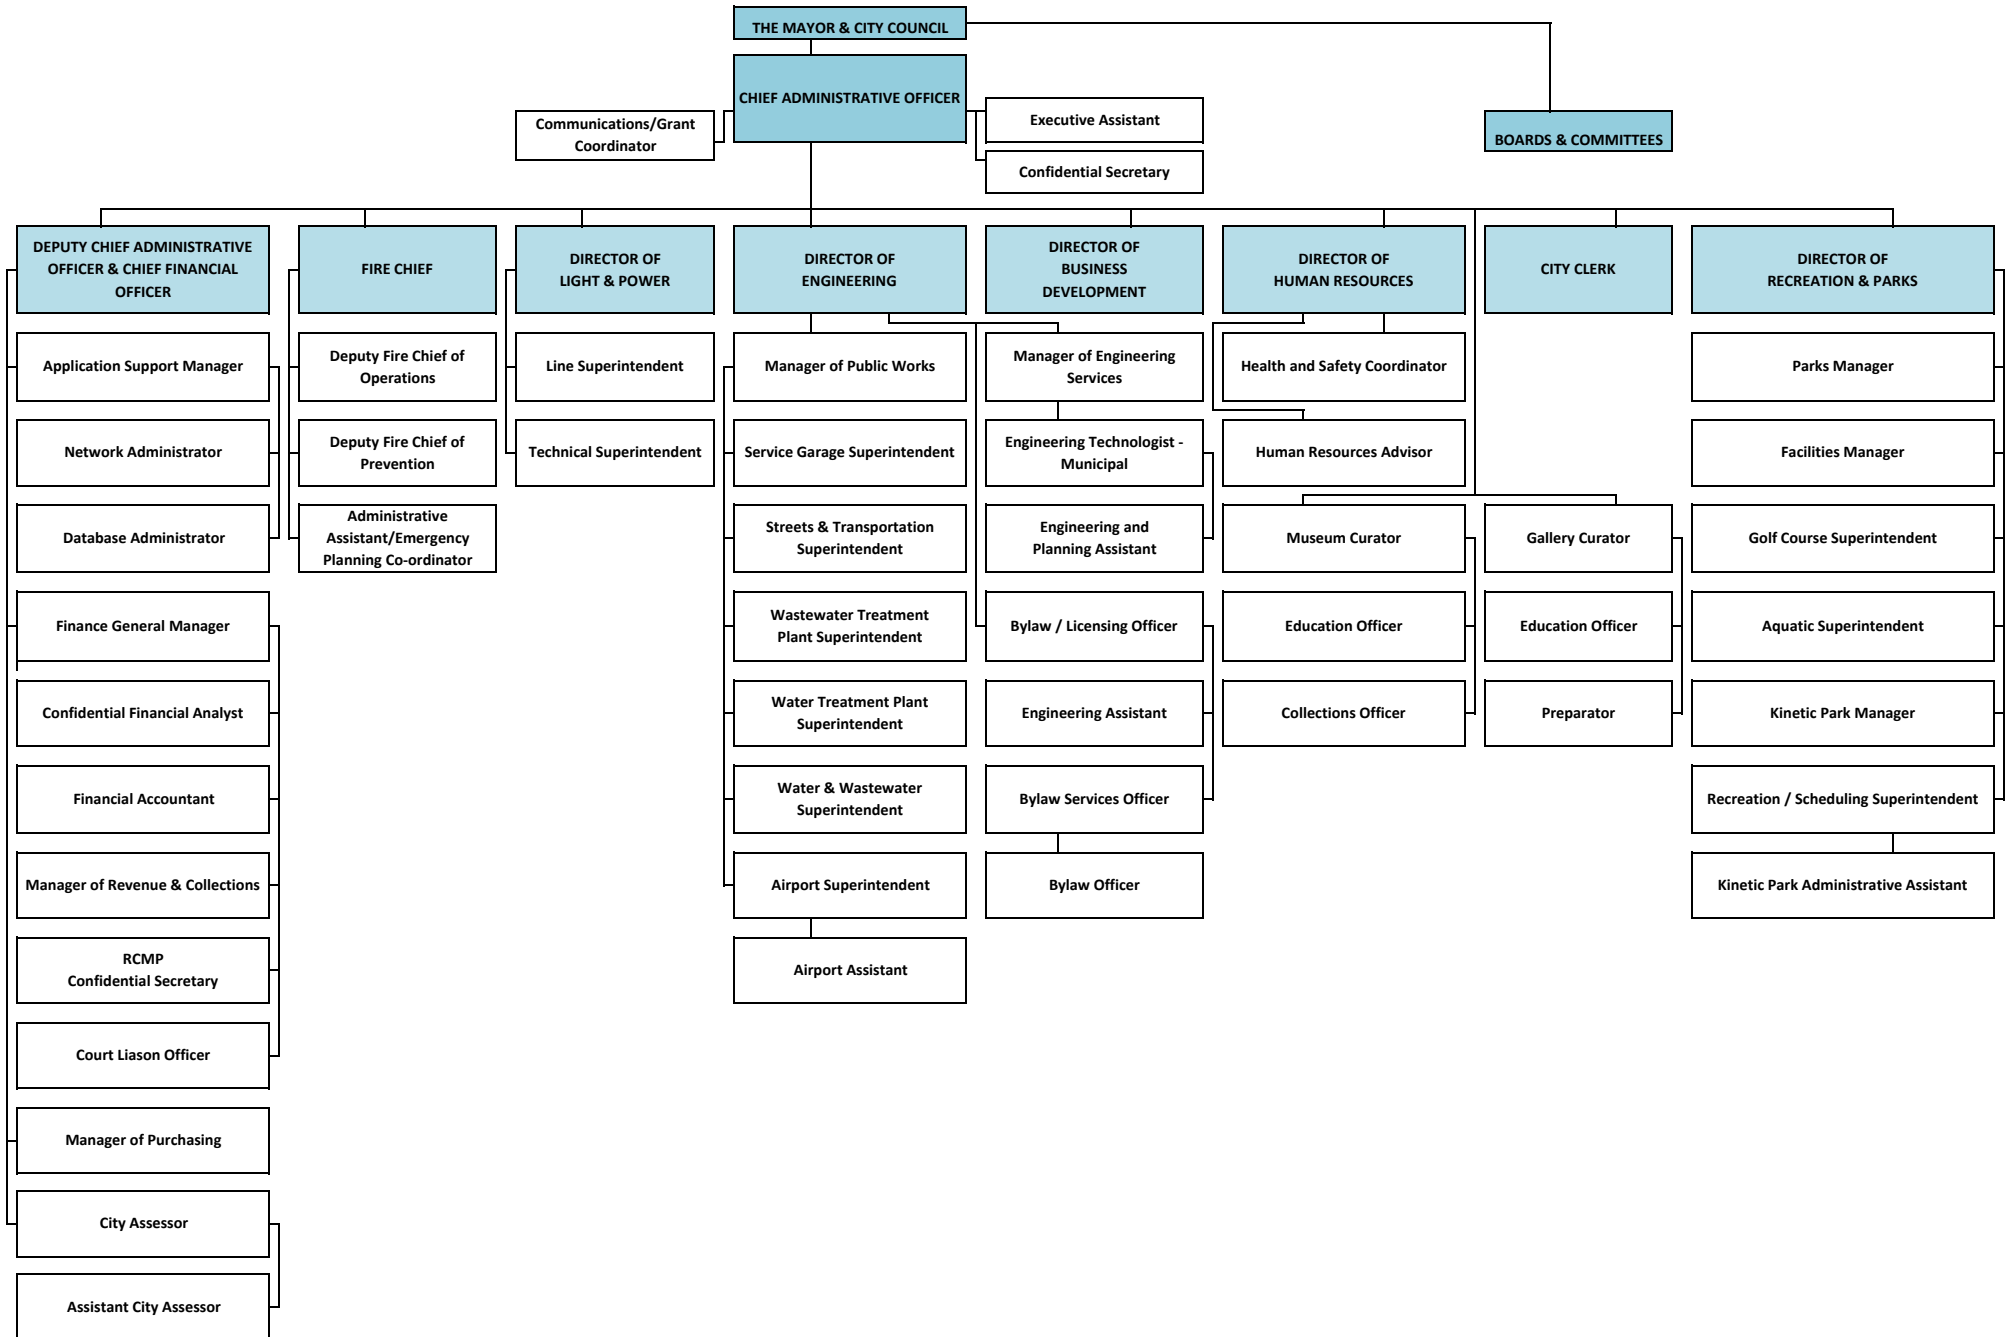 THE MAYOR & CITY COUNCIL
CHIEF ADMINISTRATIVE OFFICER
Communications/Grant
Coordinator
Executive Assistant
Confidential Secretary
BOARDS & COMMITTEES
DEPUTY CHIEF ADMINISTRATIVE
OFFICER & CHIEF FINANCIAL
OFFICER
FIRE CHIEF
DIRECTOR OF
LIGHT & POWER
DIRECTOR OF
ENGINEERING
DIRECTOR OF
BUSINESS
DEVELOPMENT
DIRECTOR OF
HUMAN RESOURCES
CITY CLERK
DIRECTOR OF
RECREATION & PARKS
Application Support Manager
Deputy Fire Chief of
Operations
Line Superintendent
Manager of Public Works
Manager of Engineering
Services
Health and Safety Coordinator
Parks Manager
Network Administrator
Deputy Fire Chief of
Prevention
Technical Superintendent
Service Garage Superintendent
Engineering Technologist -
Municipal
Human Resources Advisor
Facilities Manager
Database Administrator
Administrative
Assistant/Emergency
Planning Co-ordinator
Streets & Transportation
Superintendent
Engineering and
Planning Assistant
Museum Curator
Gallery Curator
Golf Course Superintendent
Finance General Manager
Wastewater Treatment
Plant Superintendent
Bylaw / Licensing Officer
Education Officer
Education Officer
Aquatic Superintendent
Confidential Financial Analyst
Water Treatment Plant
Superintendent
Engineering Assistant
Collections Officer
Preparator
Kinetic Park Manager
Financial Accountant
Water & Wastewater
Superintendent
Bylaw Services Officer
Recreation / Scheduling Superintendent
Manager of Revenue & Collections
Airport Superintendent
Bylaw Officer
Kinetic Park Administrative Assistant
RCMP
Confidential Secretary
Airport Assistant
Court Liason Officer
Manager of Purchasing
City Assessor
Assistant City Assessor